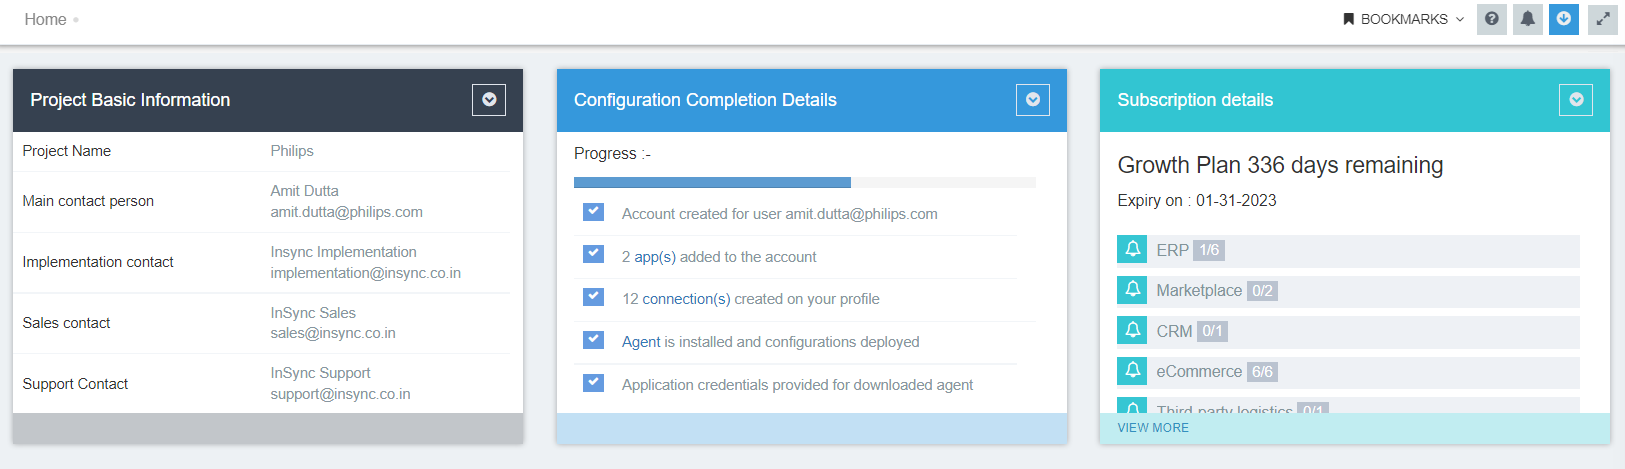 Home
BOOKMARKS
Project Basic Information
Project Name Philips
Main contact person Amit Dutta
amit.dutta@philips.com
Implementation contact Insync Implementation
implementation@insync.co.in
Sales contact InSync Sales
sales@insync.co.in
Support Contact InSync Support
support@insync.co.in
Configuration Completion Details
Progress :-
Account created for user amit.dutta@philips.com
2 app(s) added to the account
12 connection(s) created on your profile
Agent is installed and configurations deployed
Application credentials provided for downloaded agent
Subscription details
Growth Plan 336 days remaining
Expiry on : 01-31-2023
ERP 1/6
Marketplace 0/2
CRM 0/1
eCommerce 6/6
Third-party logistics 0/1
VIEW MORE